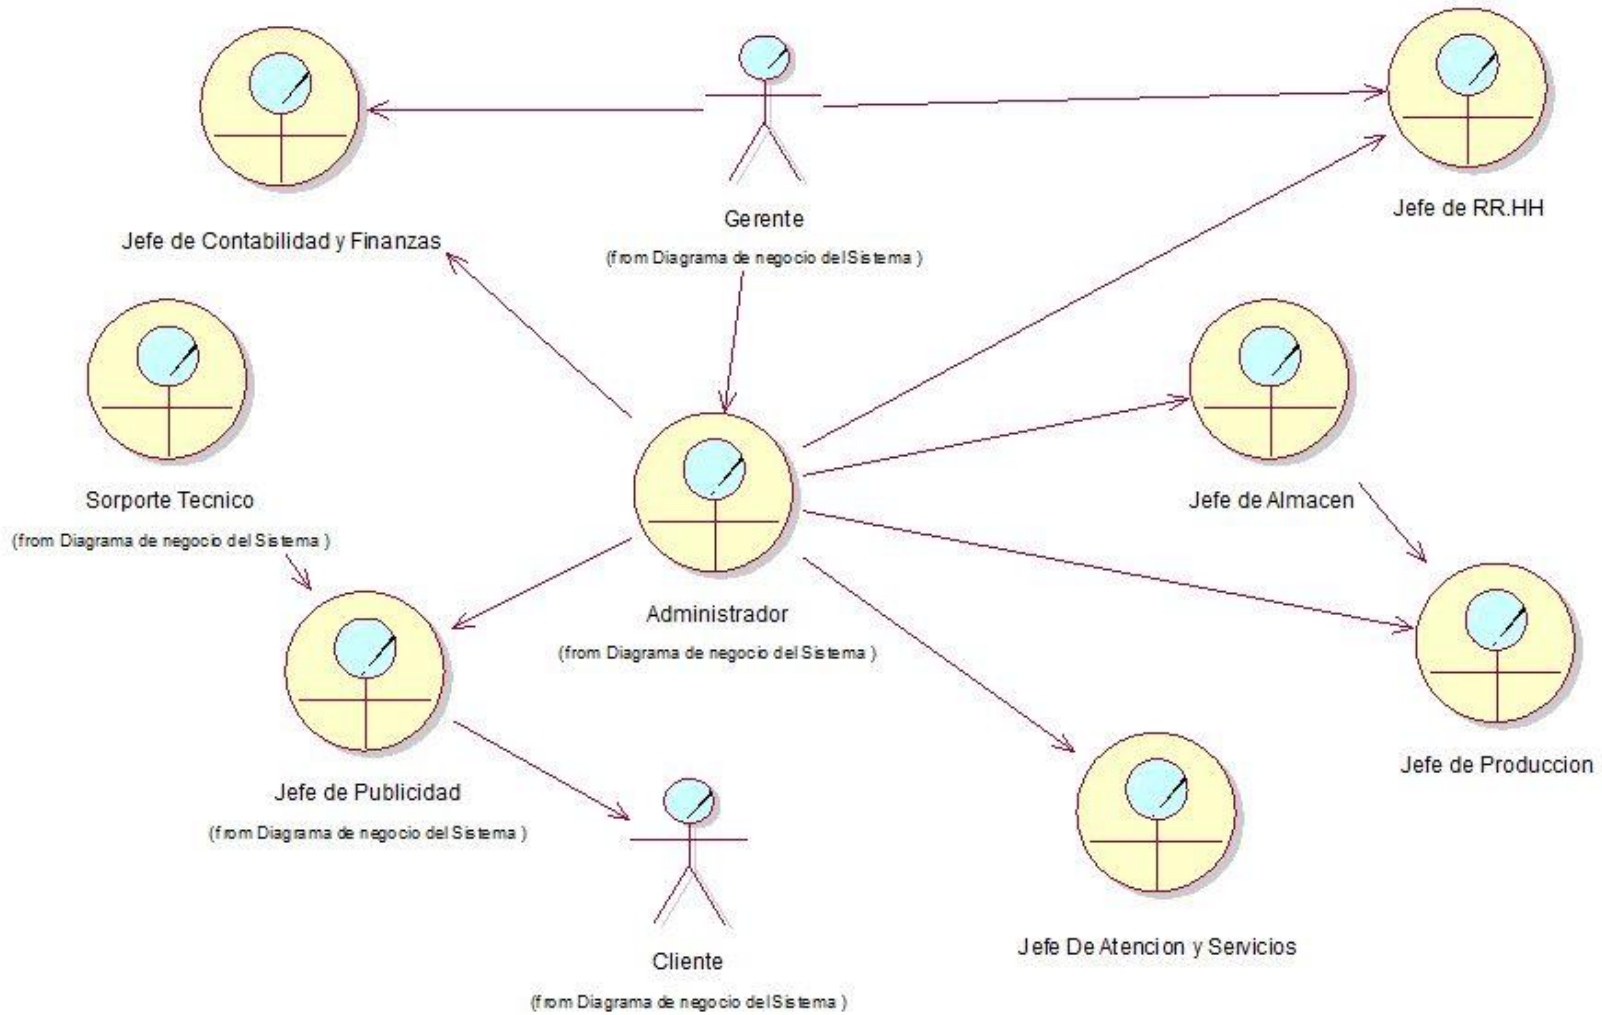 Jefe de RR.HH
Gerente
(from Diagrama de negocio del Sistema )
Jefe de Contabilidad y Finanzas
Sorporte Tecnico
(from Diagrama de negocio del Sistema )
Jefe de Almacen
Administrador
(from Diagrama de negocio del Sistema )
Jefe de Produccion
Jefe de Publicidad
(from Diagrama de negocio del Sistema )
Jefe De Atencion y Servicios
Cliente
(from Diagrama de negocio del Sistema )